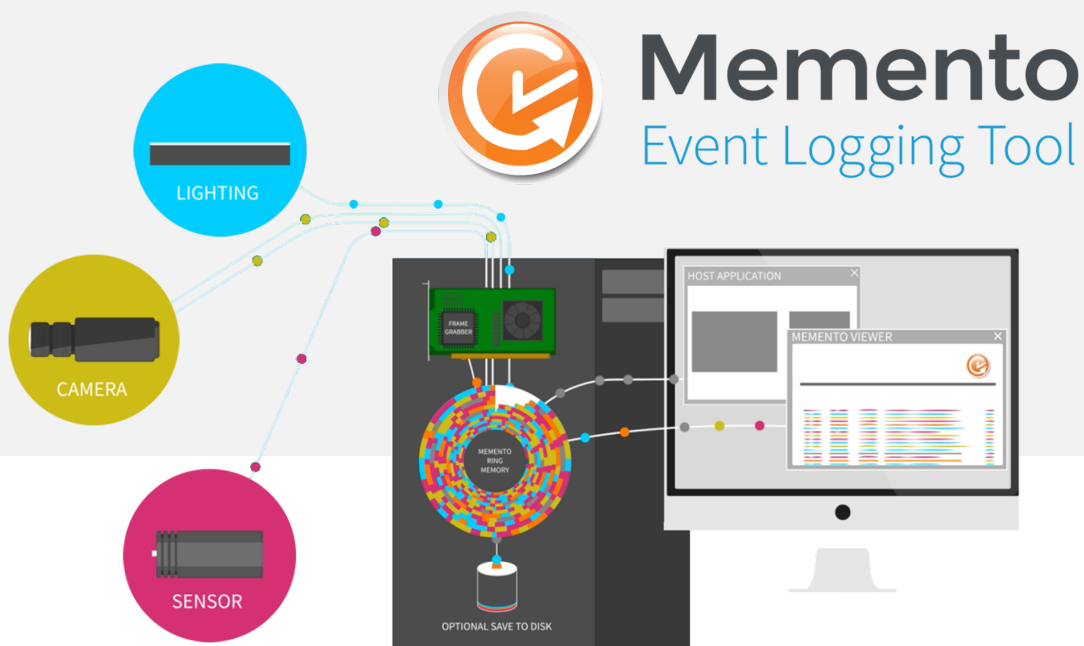 Memento
Event Logging Tool
LIGHTING
CAMERA
SENSOR
FRAME
GRABBER
MEMENTO
RING
MEMORY
OPTIONAL SAVE TO DISK
HOST APPLICATION
MEMENTO VIEWER